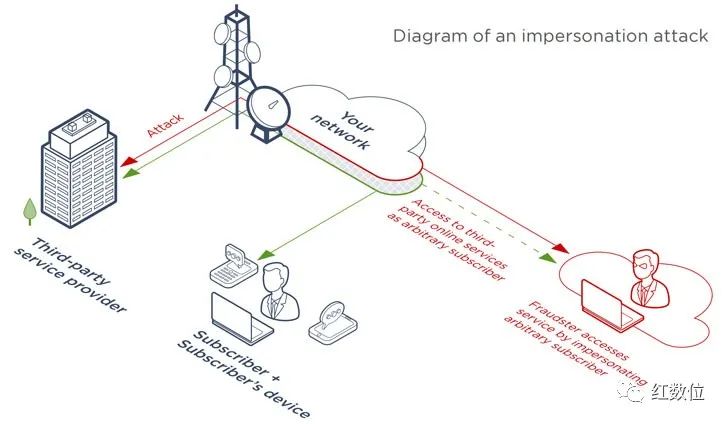 Diagram of an impersonation attack
Your
network
Attack
Third-party
service provider
Access to third-
party online services
as arbitrary subscriber
Subscriber +
Subscriber's device
Fraudster accesses
service by impersonating
arbitrary subscriber
红数位